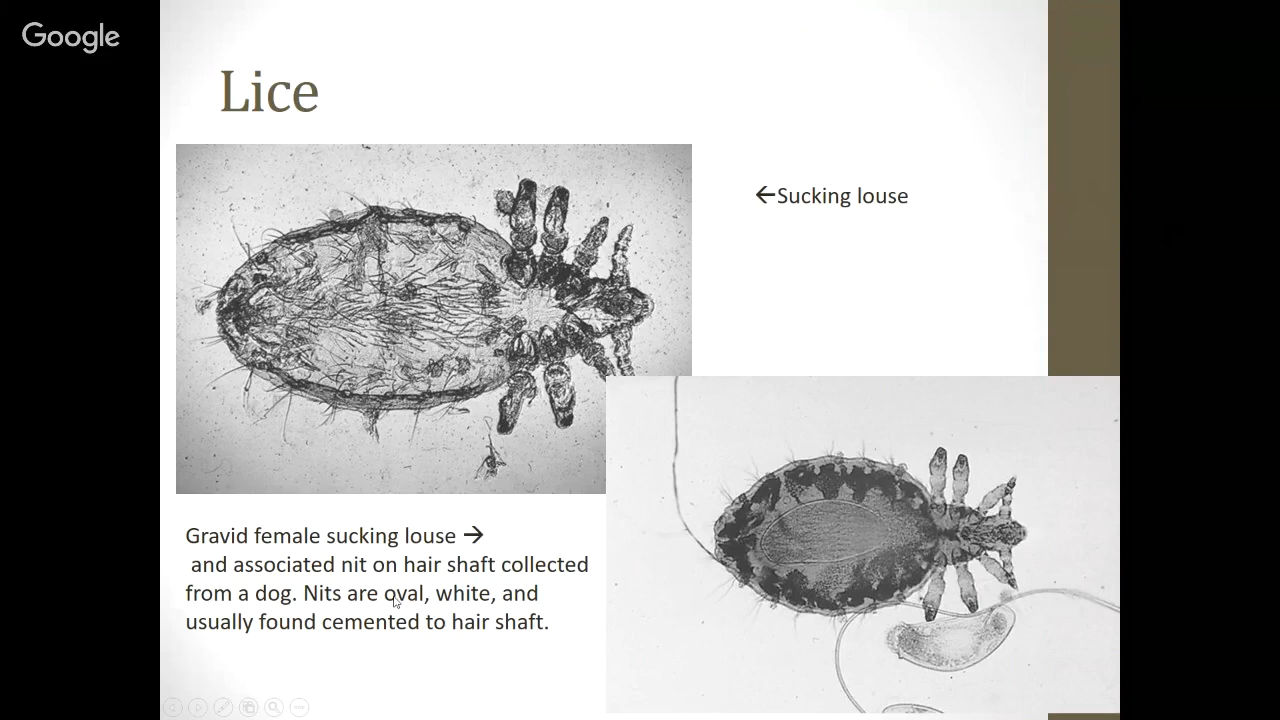 Google
Lice
←Sucking louse
Gravid female sucking louse →
and associated nit on hair shaft collected
from a dog. Nits are oval, white, and
usually found cemented to hair shaft.